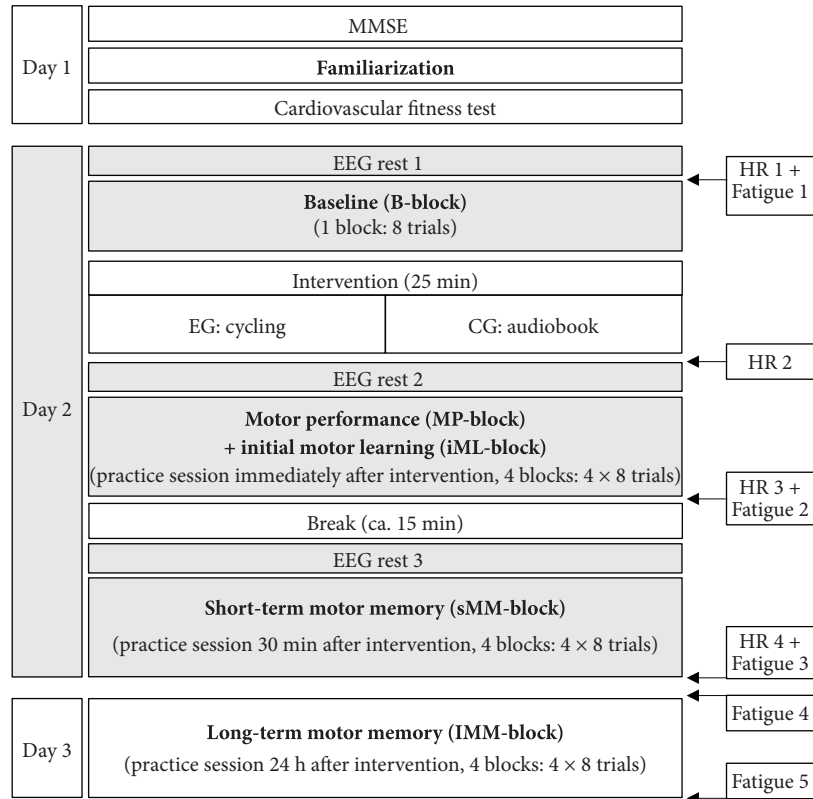 Day 1
MMSE
Familiarization
Cardiovascular fitness test
Day 2
EEG rest 1
HR 1 +
Fatigue 1
Baseline (B-block)
(1 block: 8 trials)
Intervention (25 min)
EG: cycling
CG: audiobook
HR 2
EEG rest 2
Motor performance (MP-block)
+ initial motor learning (iML-block)
(practice session immediately after intervention, 4 blocks: 4 × 8 trials)
HR 3 +
Fatigue 2
Break (ca. 15 min)
EEG rest 3
Short-term motor memory (sMM-block)
(practice session 30 min after intervention, 4 blocks: 4 × 8 trials)
HR 4 +
Fatigue 3
Day 3
Fatigue 4
Long-term motor memory (lMM-block)
(practice session 24 h after intervention, 4 blocks: 4 × 8 trials)
Fatigue 5